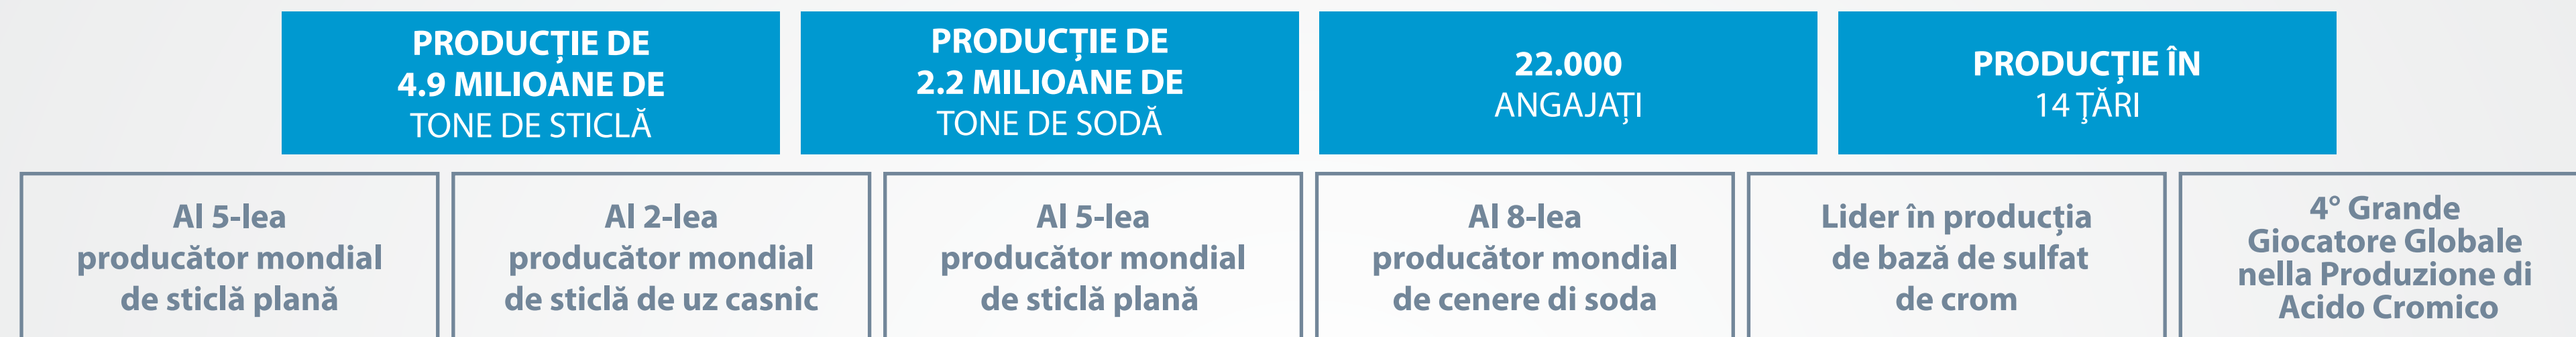 PRODUCȚIE DE
4.9 MILIOANE DE
TONE DE STICLĂ
PRODUCȚIE DE
2.2 MILIOANE DE
TONE DE SODĂ
22.000
ANGAJAȚI
PRODUCȚIE ÎN
14 ŢĂRI
Al 5-lea
producător mondial
de sticlă plană
Al 2-lea
producător mondial
de sticlă de uz casnic
Al 5-lea
producător mondial
de sticlă plană
Al 8-lea
producător mondial
de cenere di soda
Lider în producția
de bază de sulfat
de crom
4° Grande
Giocatore Globale
nella Produzione di
Acido Cromico